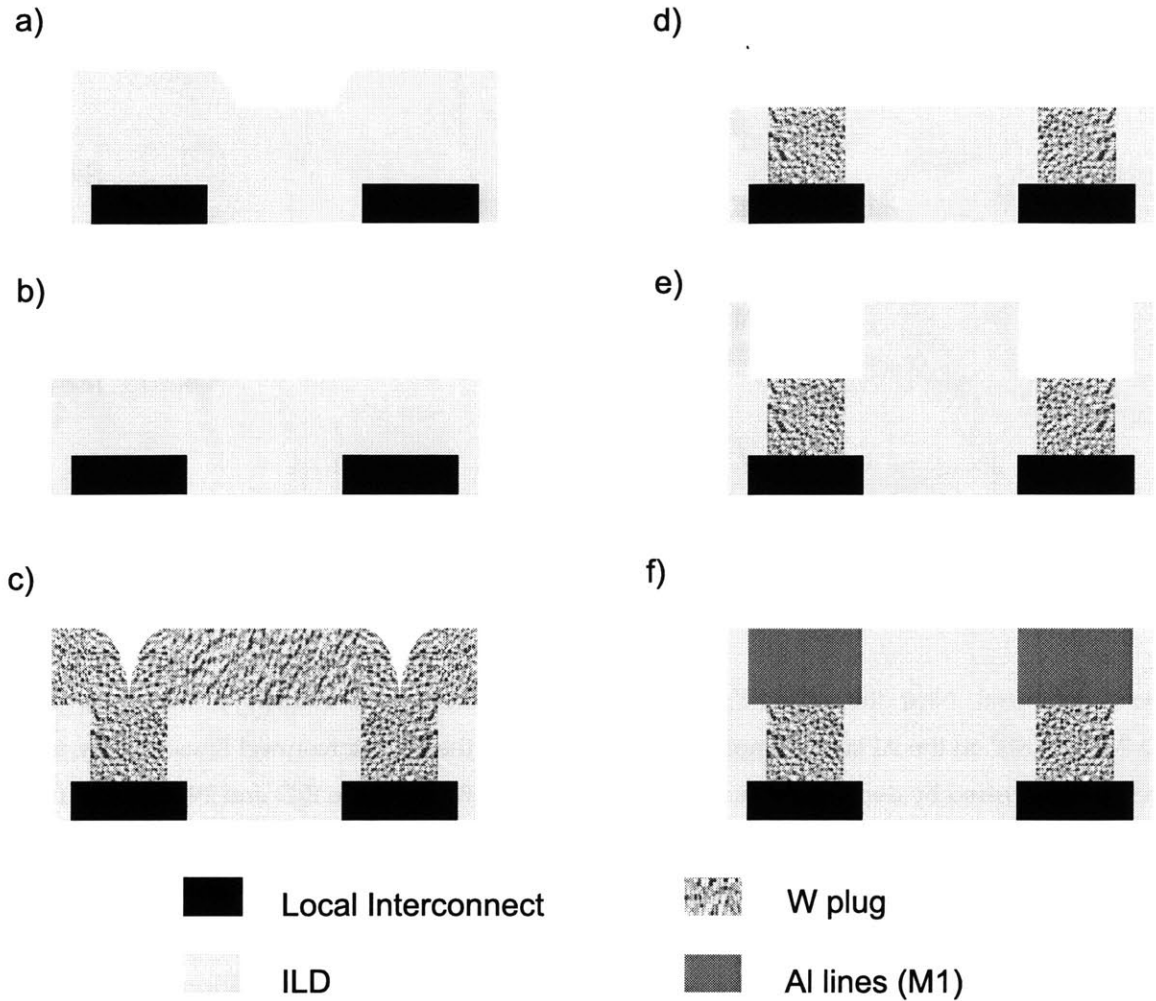 a)
b)
c)
d)
e)
f)
Local Interconnect
W plug
ILD
Al lines (M1)